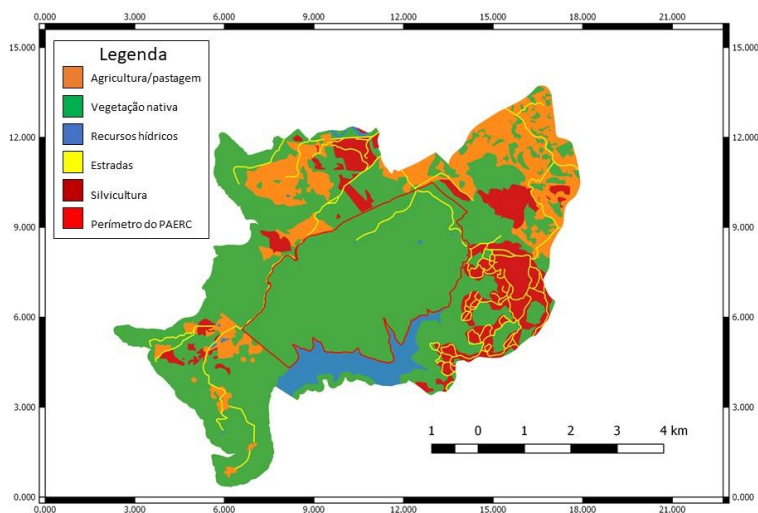 0.000 3.000 6.000 9.000 12.000 15.000 18.000 21.000
15.000 15.000
Legenda
Agricultura/pastagem
Vegetação nativa
12.000 12.000
Recursos hídricos
Estradas
Silvicultura
9.000 9.000
Perímetro do PAERC
6.000 6.000
3.000 3.000
1 0 1 2 3 4 km
0.000 0.000
0.000 3.000 6.000 9.000 12.000 15.000 18.000 21.000